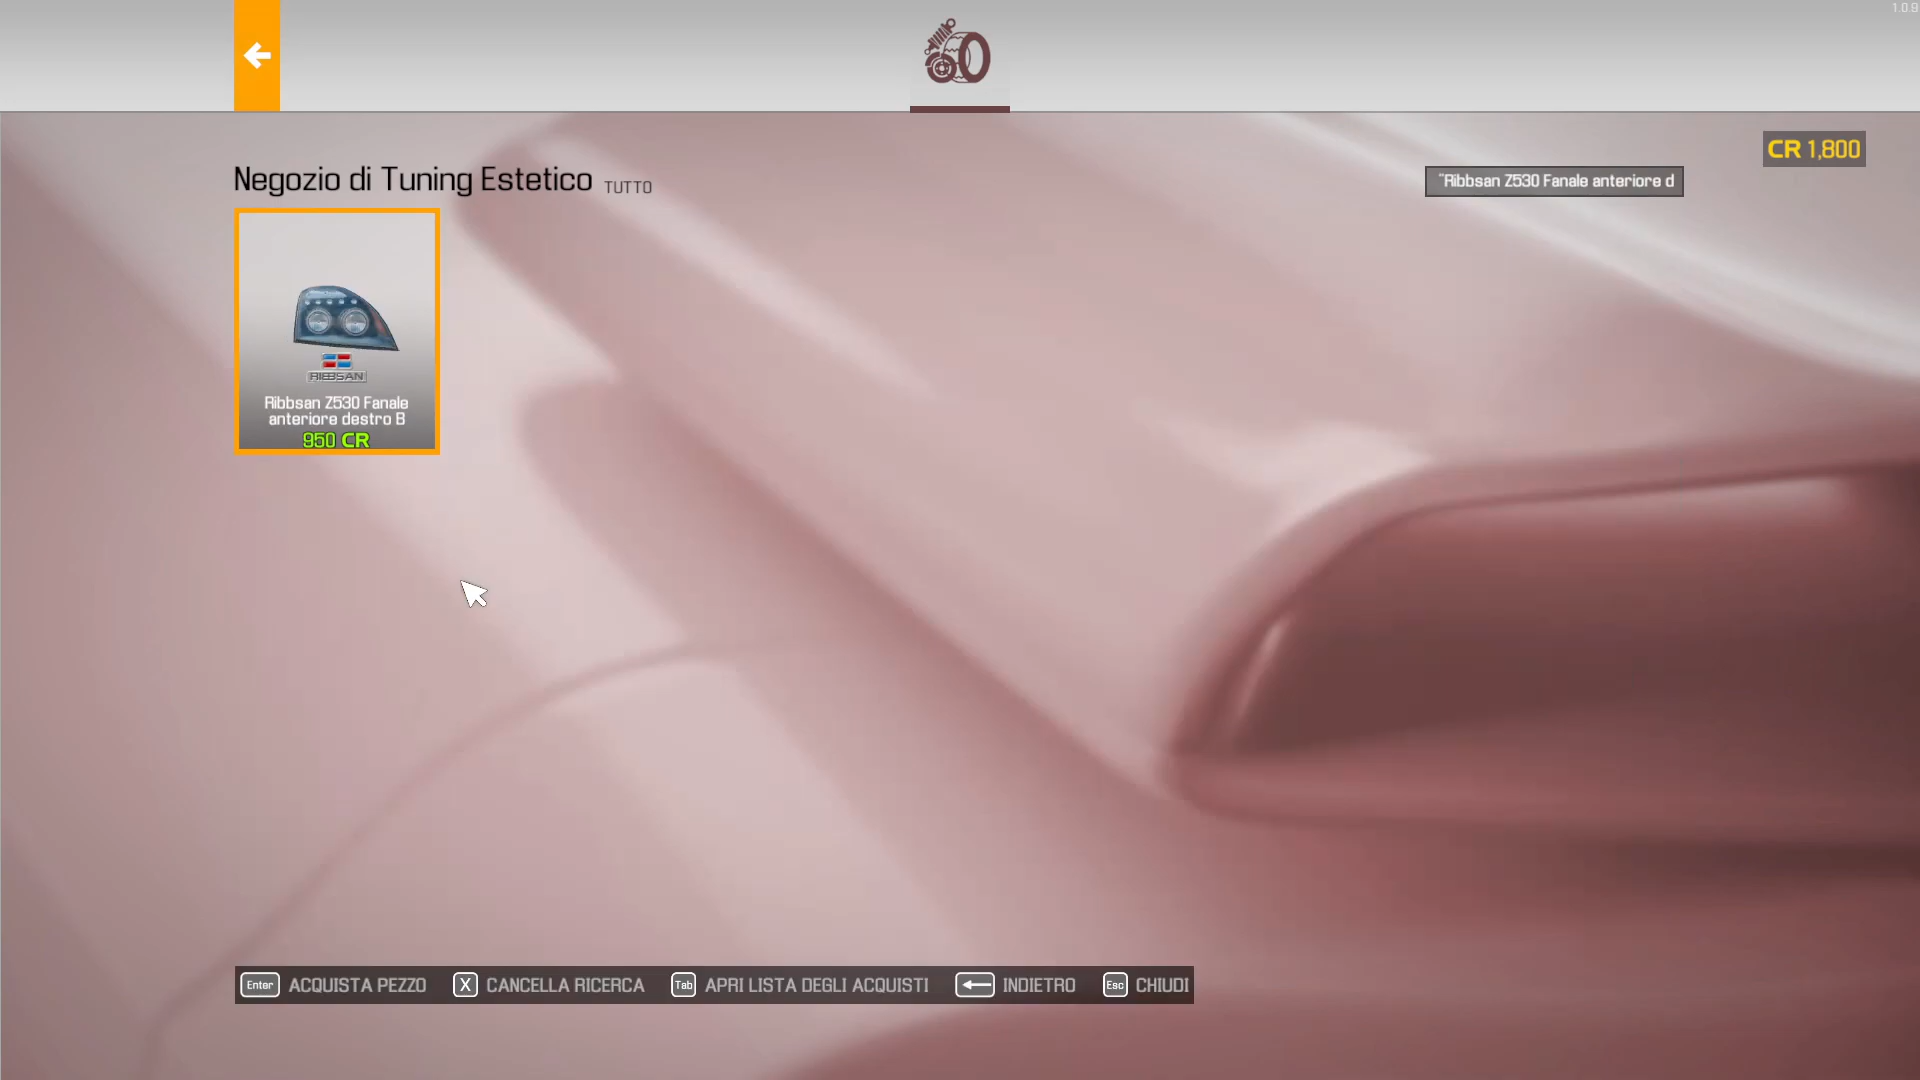 1.0.9
CR 1,800
Negozio di Tuning Estetico TUTTO
"Ribbsan Z530 Fanale anteriore d
RIBBSAN
Ribbsan Z530 Fanale
anteriore destro B
950 CR
Enter ACQUISTA PEZZO X CANCELLA RICERCA Tab APRI LISTA DEGLI ACQUISTI INDIETRO Esc CHIUDI